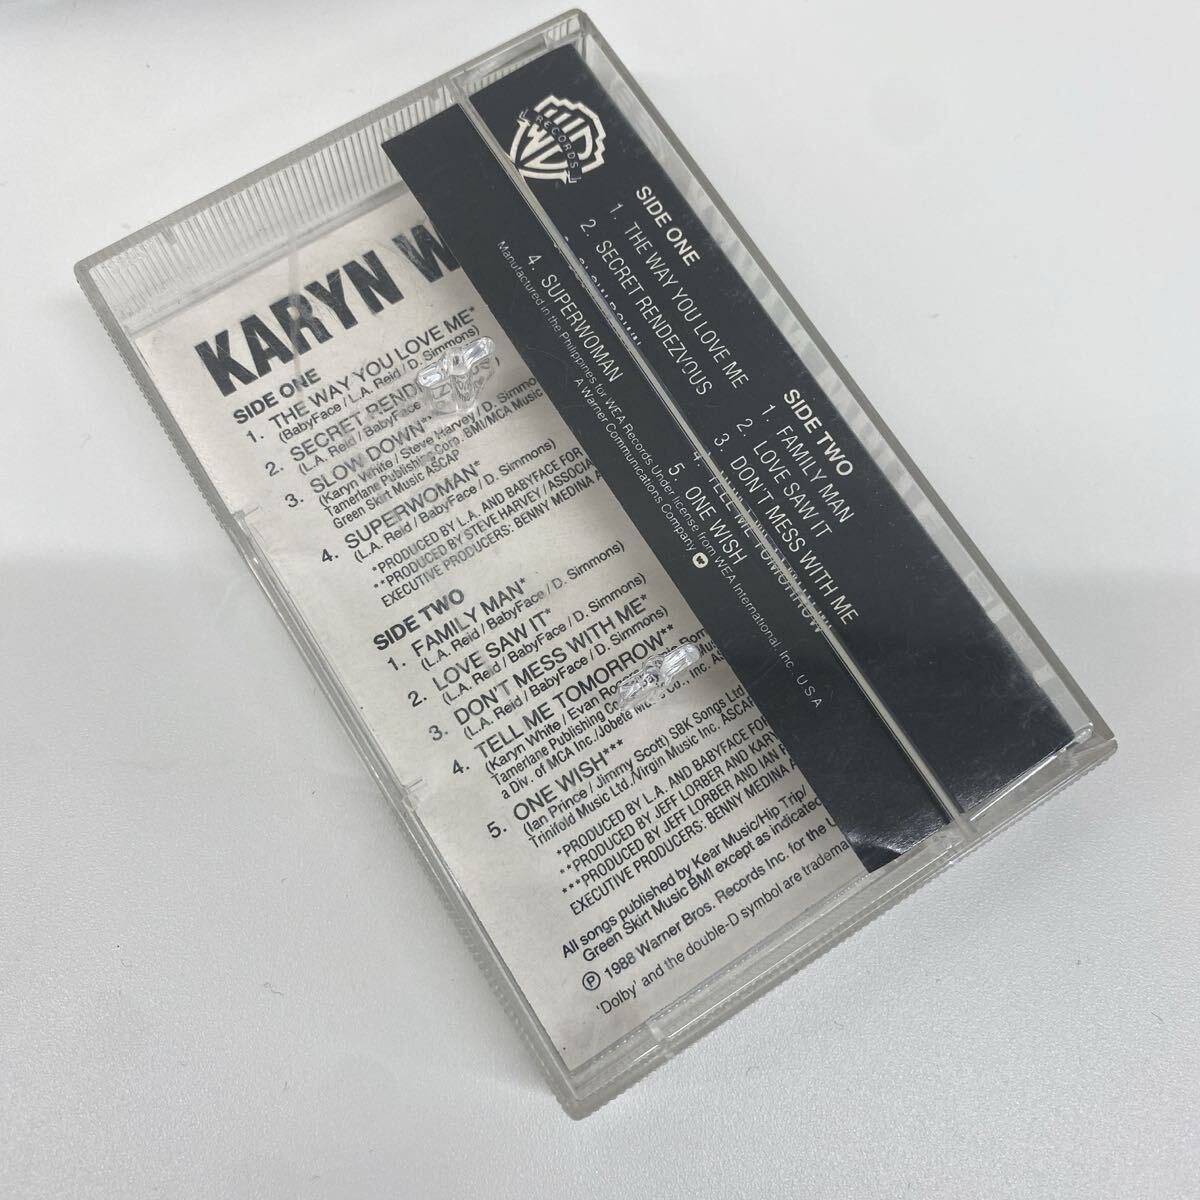 KARYN W
SIDE ONE
1. THE WAY YOU LOVE ME*
(BabyFace / L.A. Reid / D. Simmons)
2. SECRET
(L.A. Reid / BabyFace
3. SLOW DOWN**
(Karyn White / Steve Harvey / D. Simmo
Tamerlane Publishing Corp. BMI/MCA Music
Green Skirt Music ASCAP
4. SUPERWOMAN*
(L.A. Reid / BabyFace / D. Simmons)
*PRODUCED BY L.A. AND BABYFACE FOR
**PRODUCED BY STEVE HARVEY / ASSOCIA
EXECUTIVE PRODUCERS: BENNY MEDINA A
SIDE TWO
1. FAMILY MAN*
(L.A. Reid / BabyFace / D. Simmons)
2. LOVE SAW IT*
(L.A. Reid / BabyFace / D. Simmons)
3. DON'T MESS WITH ME*
(L.A. Reid / BabyFace / D. Simmons)
4. TELL ME TOMORROW**
(Karyn White / Evan
Tamerlane Publishing
a Div. of MCA Inc./Jobete
5. ONE WISH***
(Ian Prince / Jimmy Scott) SBK Songs Ltd
Trinifold Music Ltd./Virgin Music Inc. ASCAP
*PRODUCED BY L.A. AND BABYFACE FOR
**PRODUCED BY JEFF LORBER AND KARY
***PRODUCED BY JEFF LORBER AND IAN P
EXECUTIVE PRODUCERS: BENNY MEDINA A
All songs published by Kear Music/Hip Trip/
Green Skirt Music BMI except as indicated
℗ 1988 Warner Bros. Records Inc. for the U
'Dolby' and the double-D symbol are tradema
RECORDS
SIDE ONE
1. THE WAY YOU LOVE ME
2. SECRET RENDEZVOUS
4. SUPERWOMAN
SIDE TWO
1. FAMILY MAN
2. LOVE SAW IT
3. DON'T MESS WITH ME
4. TELL ME TOMORROW
5. ONE WISH
Manufactured in the Philippines for WEA Records Under license from WEA International, Inc., U S A
A Warner Communications Company